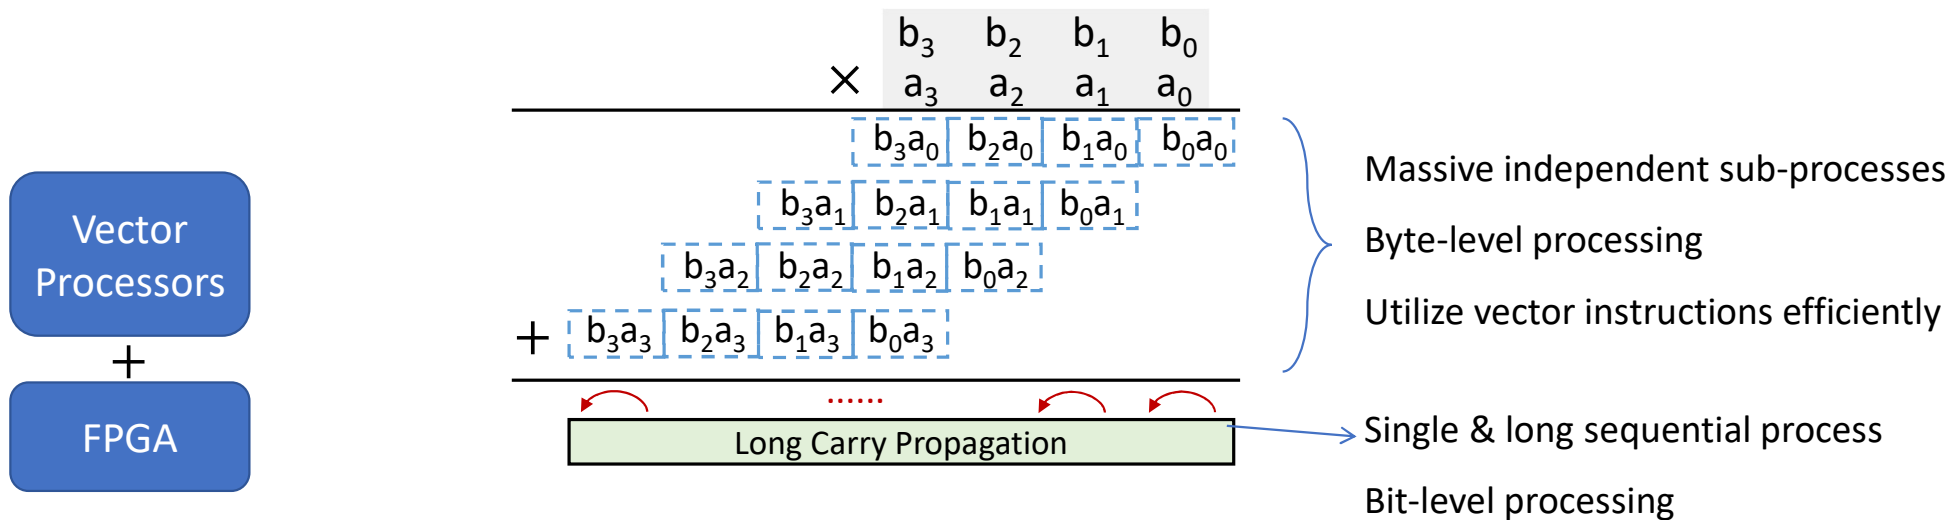 b₃ b₂ b₁ b₀
× a₃ a₂ a₁ a₀
b₃a₀ b₂a₀ b₁a₀ b₀a₀
b₃a₁ b₂a₁ b₁a₁ b₀a₁
b₃a₂ b₂a₂ b₁a₂ b₀a₂
+ b₃a₃ b₂a₃ b₁a₃ b₀a₃
......
Long Carry Propagation
Vector
Processors
+
FPGA
Massive independent sub-processes
Byte-level processing
Utilize vector instructions efficiently
Single & long sequential process
Bit-level processing